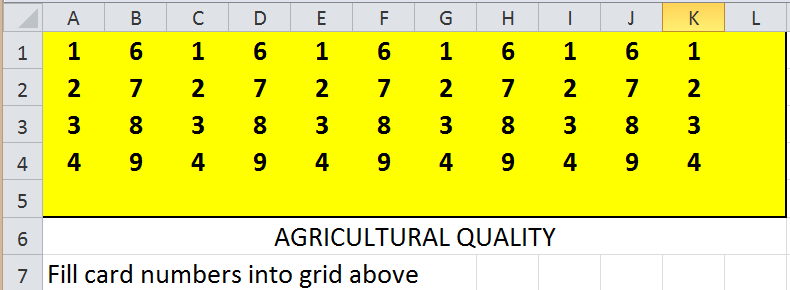 A B C D E F G H I J K L
1 1 6 1 6 1 6 1 6 1 6 1
2 2 7 2 7 2 7 2 7 2 7 2
3 3 8 3 8 3 8 3 8 3 8 3
4 4 9 4 9 4 9 4 9 4 9 4
5
6 AGRICULTURAL QUALITY
7 Fill card numbers into grid above